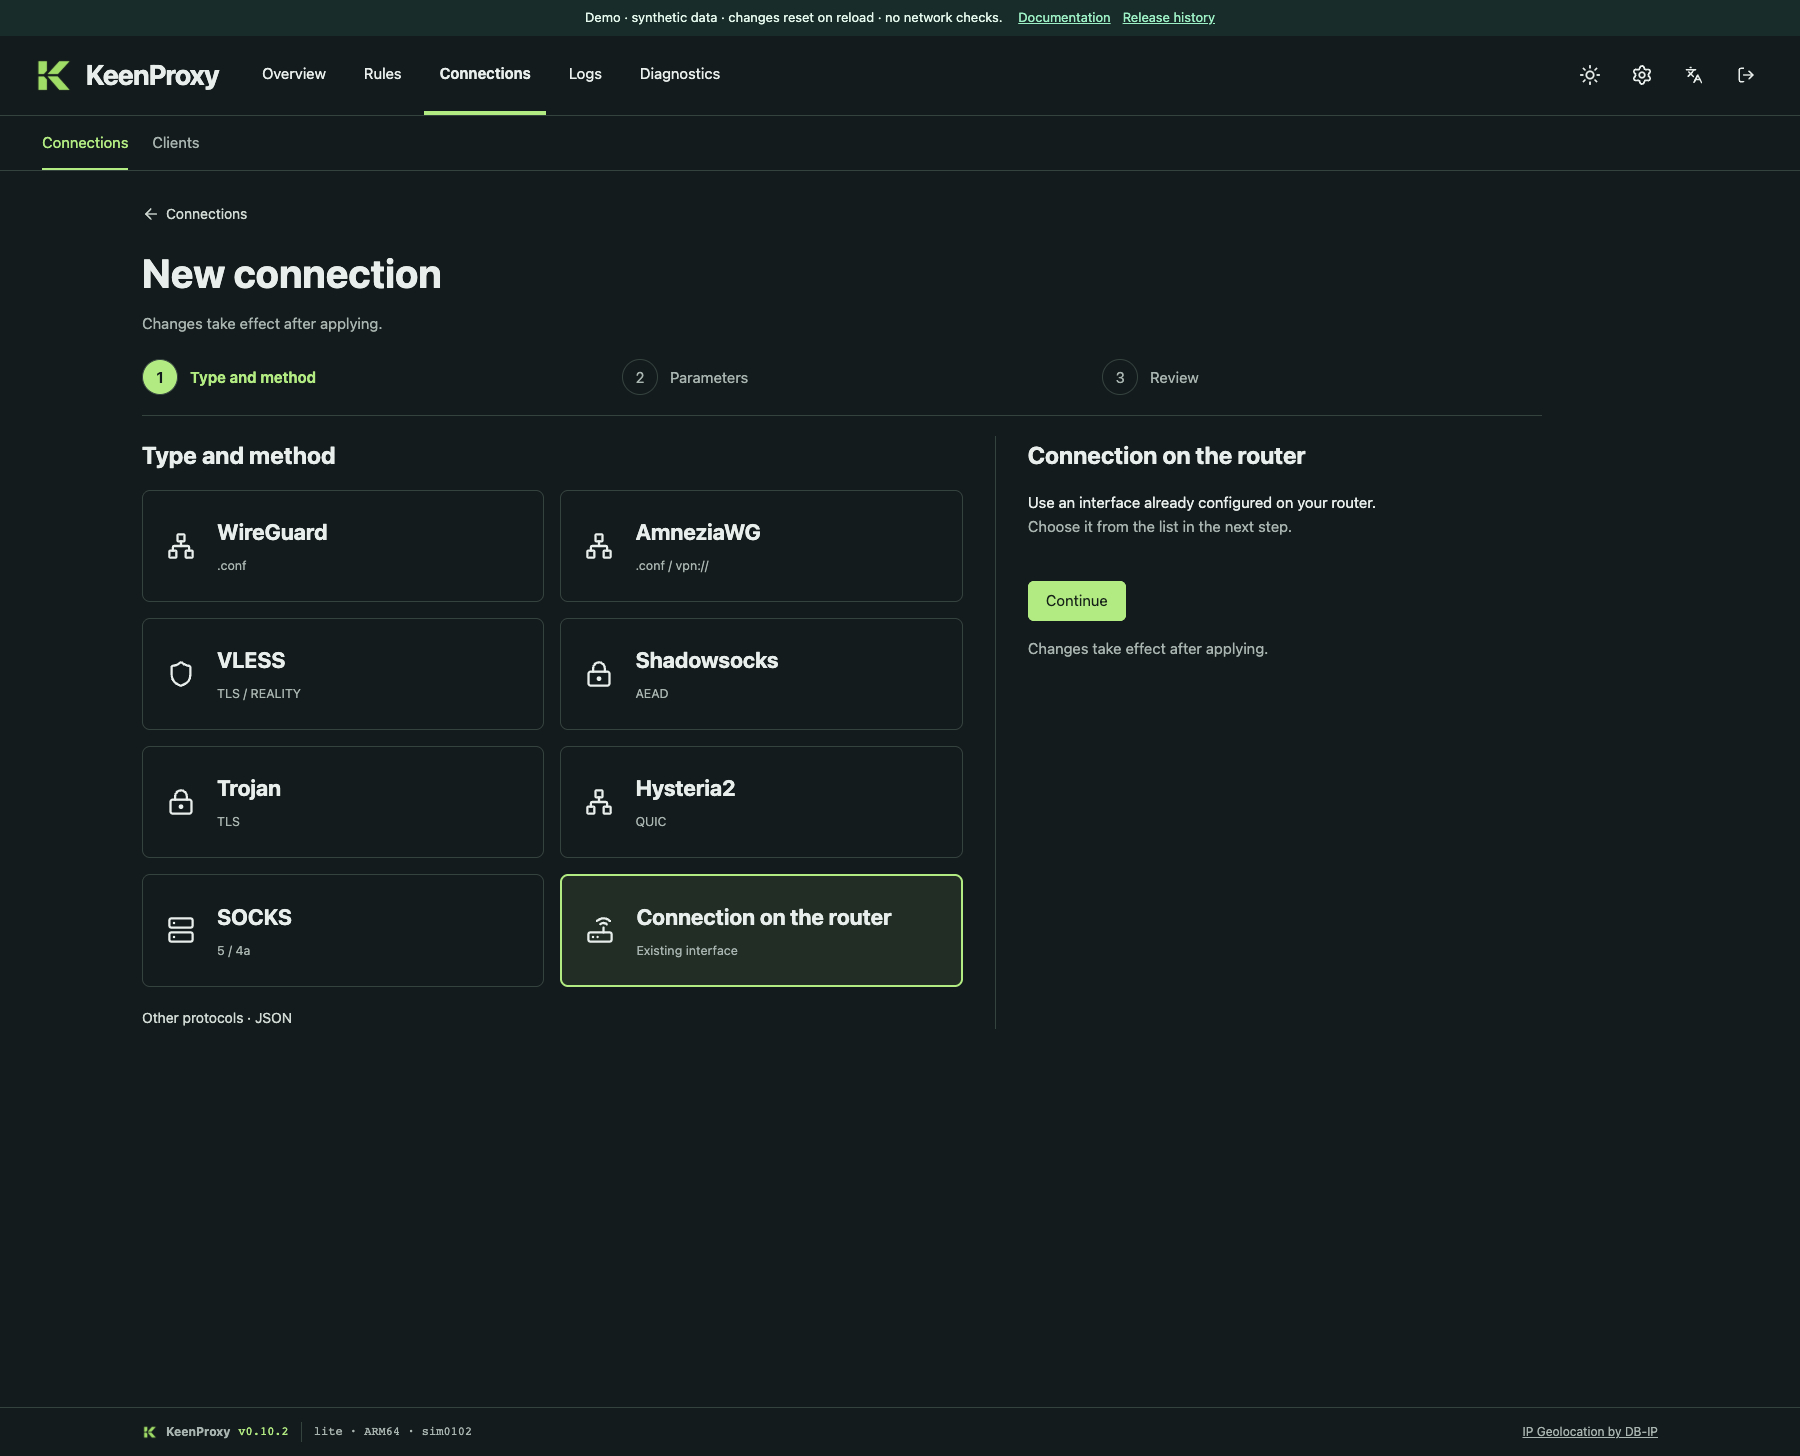 Demo · synthetic data · changes reset on reload · no network checks. Documentation Release history
KeenProxy Overview Rules Connections Logs Diagnostics
Connections Clients
Connections
New connection
Changes take effect after applying.
1 Type and method 2 Parameters 3 Review
Type and method
WireGuard
.conf
AmneziaWG
.conf / vpn://
VLESS
TLS / REALITY
Shadowsocks
AEAD
Trojan
TLS
Hysteria2
QUIC
SOCKS
5 / 4a
Connection on the router
Existing interface
Other protocols · JSON
Connection on the router
Use an interface already configured on your router.
Choose it from the list in the next step.
Continue
Changes take effect after applying.
KeenProxy v0.10.2 lite · ARM64 · sim0102 IP Geolocation by DB-IP